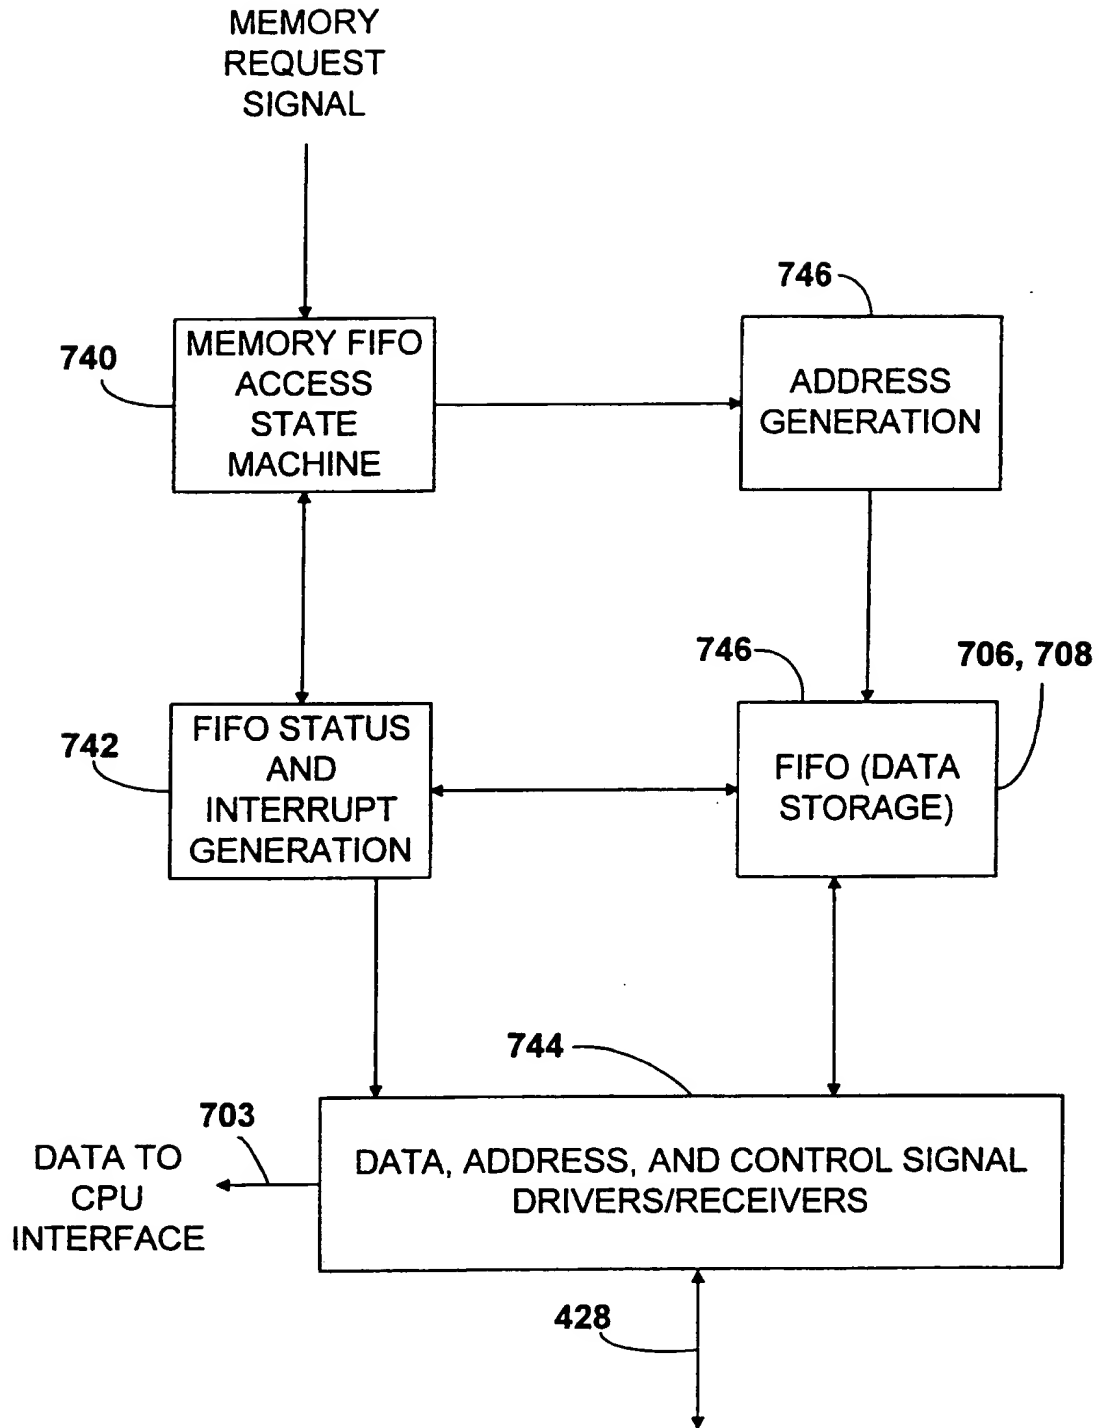 MEMORY
REQUEST
SIGNAL
746
740
MEMORY FIFO
ACCESS
STATE
MACHINE
ADDRESS
GENERATION
746
706, 708
742
FIFO STATUS
AND
INTERRUPT
GENERATION
FIFO (DATA
STORAGE)
744
703
DATA TO
CPU
INTERFACE
DATA, ADDRESS, AND CONTROL SIGNAL
DRIVERS/RECEIVERS
428